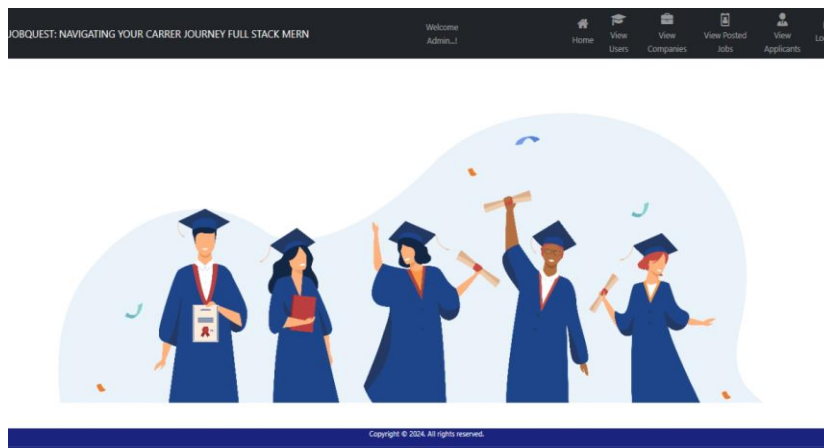 JOBQUEST: NAVIGATING YOUR CARRER JOURNEY FULL STACK MERN
Welcome
Admin...!
Home
View
Users
View
Companies
View Posted
Jobs
View
Applicants
Copyright © 2024. All rights reserved.